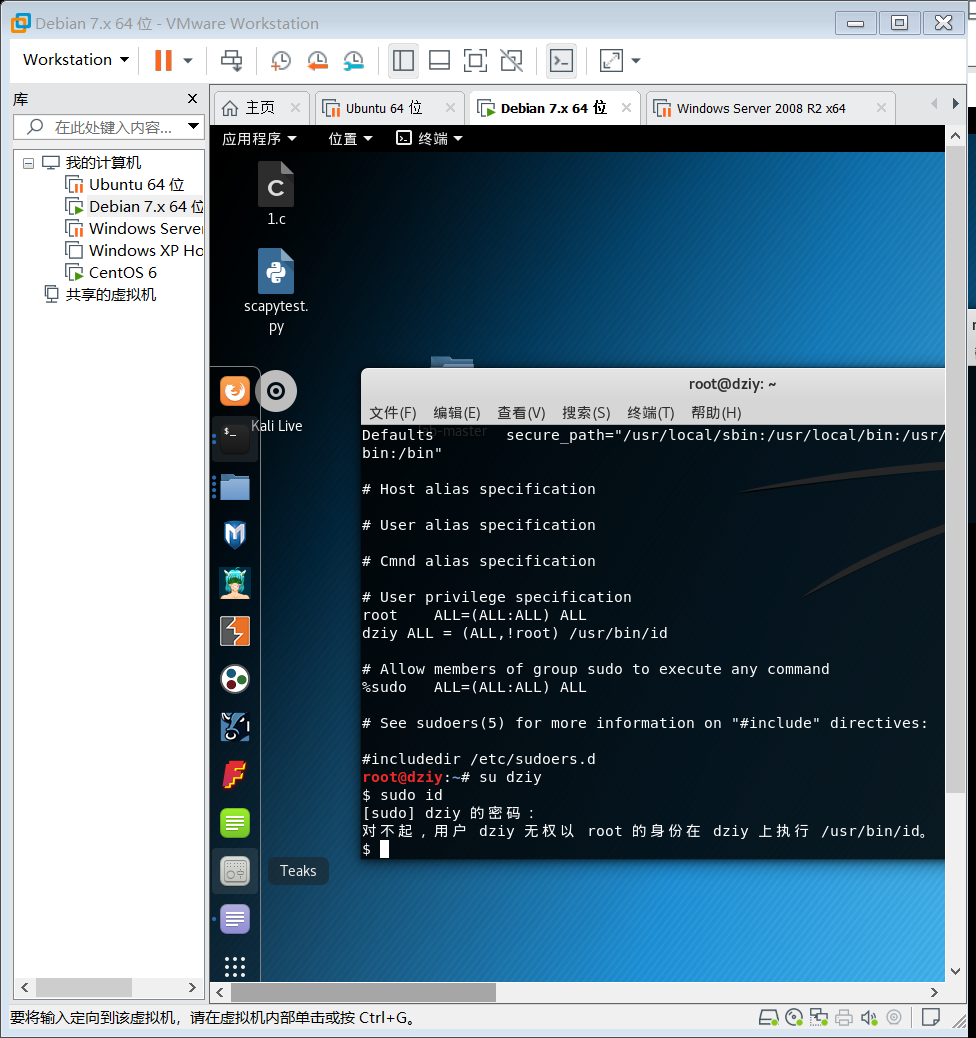 Debian 7.x 64 位 - VMware Workstation
Workstation
库
在此处键入内容...
我的计算机
Ubuntu 64 位
Debian 7.x 64 位
Windows Server
Windows XP Ho
CentOS 6
共享的虚拟机
主页
Ubuntu 64 位
Debian 7.x 64 位
Windows Server 2008 R2 x64
应用程序
位置
终端
1.c
scapytest.
py
Kali Live
root@dziy: ~
文件(F) 编辑(E) 查看(V) 搜索(S) 终端(T) 帮助(H)
Defaults        secure_path="/usr/local/sbin:/usr/local/bin:/usr/
bin:/bin"
# Host alias specification
# User alias specification
# Cmnd alias specification
# User privilege specification
root    ALL=(ALL:ALL) ALL
dziy ALL = (ALL,!root) /usr/bin/id
# Allow members of group sudo to execute any command
%sudo   ALL=(ALL:ALL) ALL
# See sudoers(5) for more information on "#include" directives:
#includedir /etc/sudoers.d
root@dziy:~# su dziy
$ sudo id
[sudo] dziy 的密码：
对不起，用户 dziy 无权以 root 的身份在 dziy 上执行 /usr/bin/id。
$
Teaks
要将输入定向到该虚拟机，请在虚拟机内部单击或按 Ctrl+G。